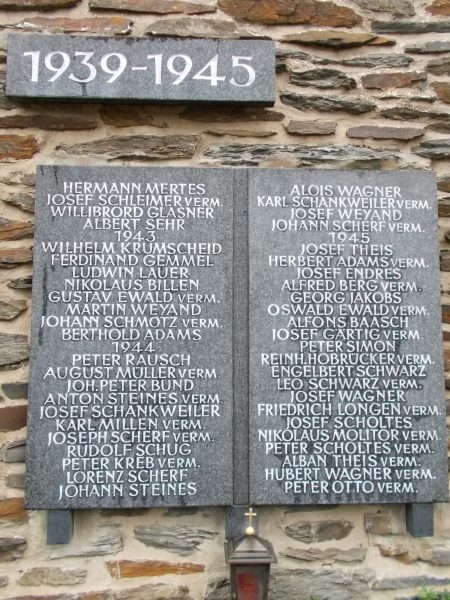 1939-1945
HERMANN MERTES
JOSEF SCHLEIMER VERM.
WILLIBRORD GLASNER
ALBERT SEHR
1943
WILHELM KRUMSCHEID
FERDINAND GEMMEL
LUDWIN LAUER
NIKOLAUS BILLEN
GUSTAV EWALD VERM.
MARTIN WEYAND
JOHANN SCHMOTZ VERM.
BERTHOLD ADAMS
1944
PETER RAUSCH
AUGUST MÜLLER VERM.
JOH. PETER BUND
ANTON STEINES VERM.
JOSEF SCHANKWEILER
KARL MILLEN VERM.
JOSEPH SCHERF VERM.
RUDOLF SCHUG
PETER KREB VERM.
LORENZ SCHERF
JOHANN STEINES
ALOIS WAGNER
KARL SCHANKWEILER VERM.
JOSEF WEYAND
JOHANN SCHERF VERM.
1945
JOSEF THEIS
HERBERT ADAMS VERM.
JOSEF ENDRES
ALFRED BERG VERM.
GEORG JAKOBS
OSWALD EWALD VERM.
ALFONS BAASCH
JOSEF GARTIG VERM.
PETER SIMON
REINH. HOBRÜCKER VERM.
ENGELBERT SCHWARZ
LEO SCHWARZ VERM.
JOSEF WAGNER
FRIEDRICH LONGEN VERM.
JOSEF SCHOLTES
NIKOLAUS MOLITOR VERM.
PETER SCHOLTES VERM.
ALBAN THEIS VERM.
HUBERT WAGNER VERM.
PETER OTTO VERM.